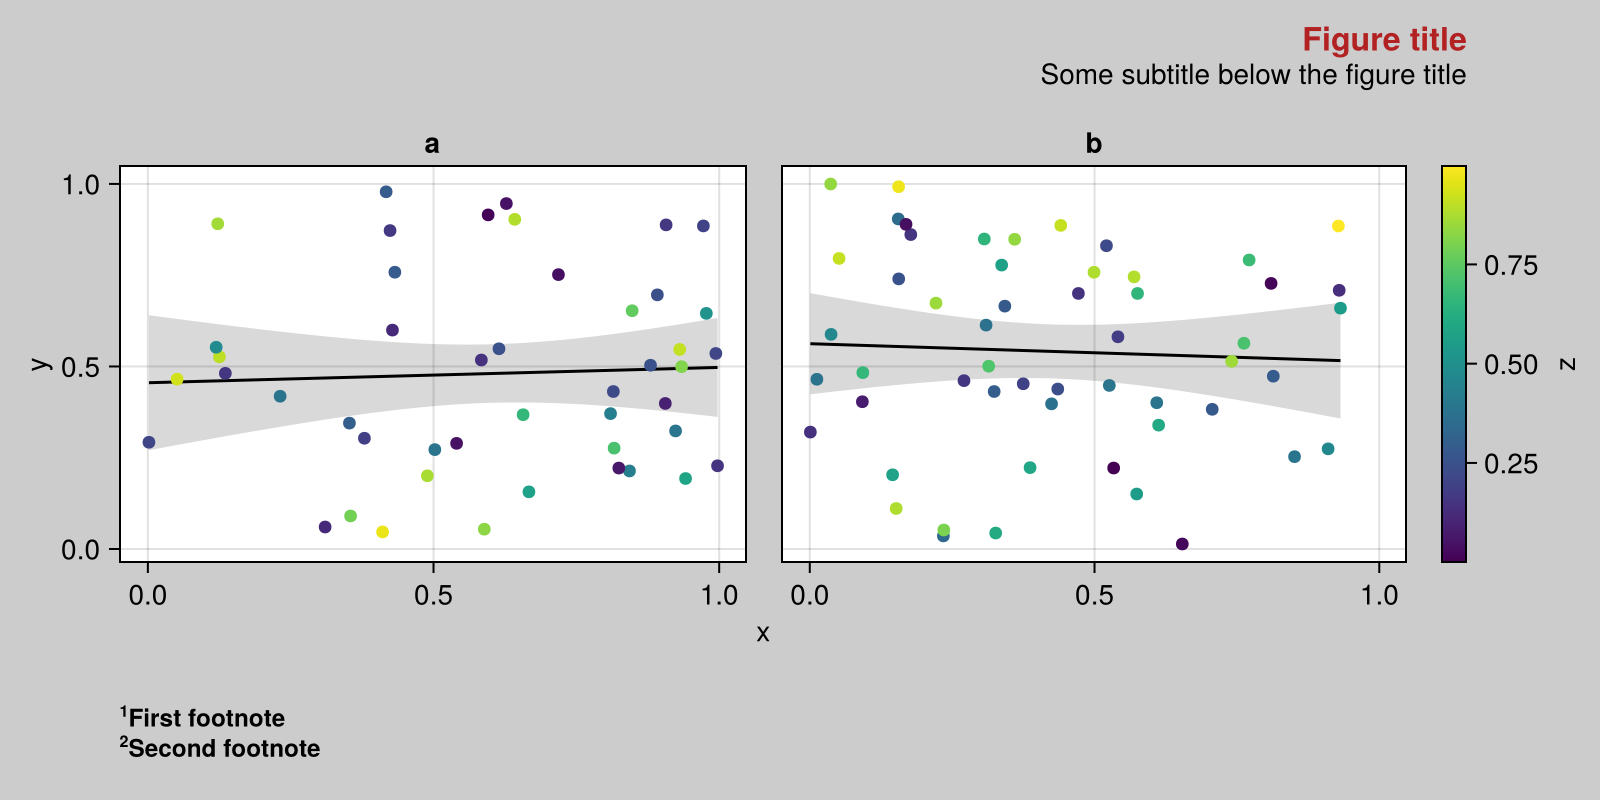 Figure title
Some subtitle below the figure title
a
b
1.0
0.5
0.0
y
0.0 0.5 1.0
0.0 0.5 1.0
x
0.75
0.50
0.25
z
¹First footnote
²Second footnote